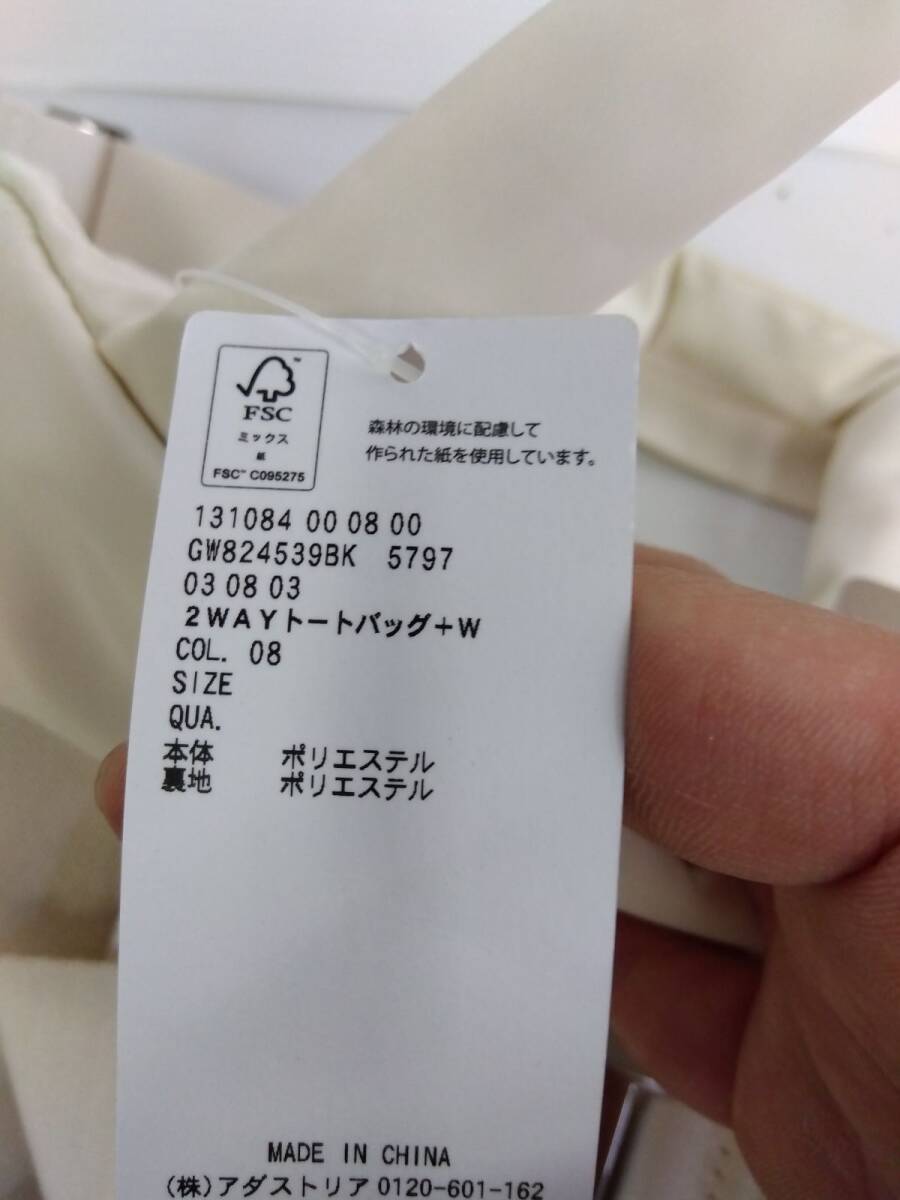 FSC™
ミックス
紙
FSC™ C095275
森林の環境に配慮して
作られた紙を使用しています。
131084 00 08 00
GW824539BK 5797
03 08 03
2WAYトートバッグ+W
COL. 08
SIZE
QUA.
本体 ポリエステル
裏地 ポリエステル
MADE IN CHINA
(株)アダストリア 0120-601-162